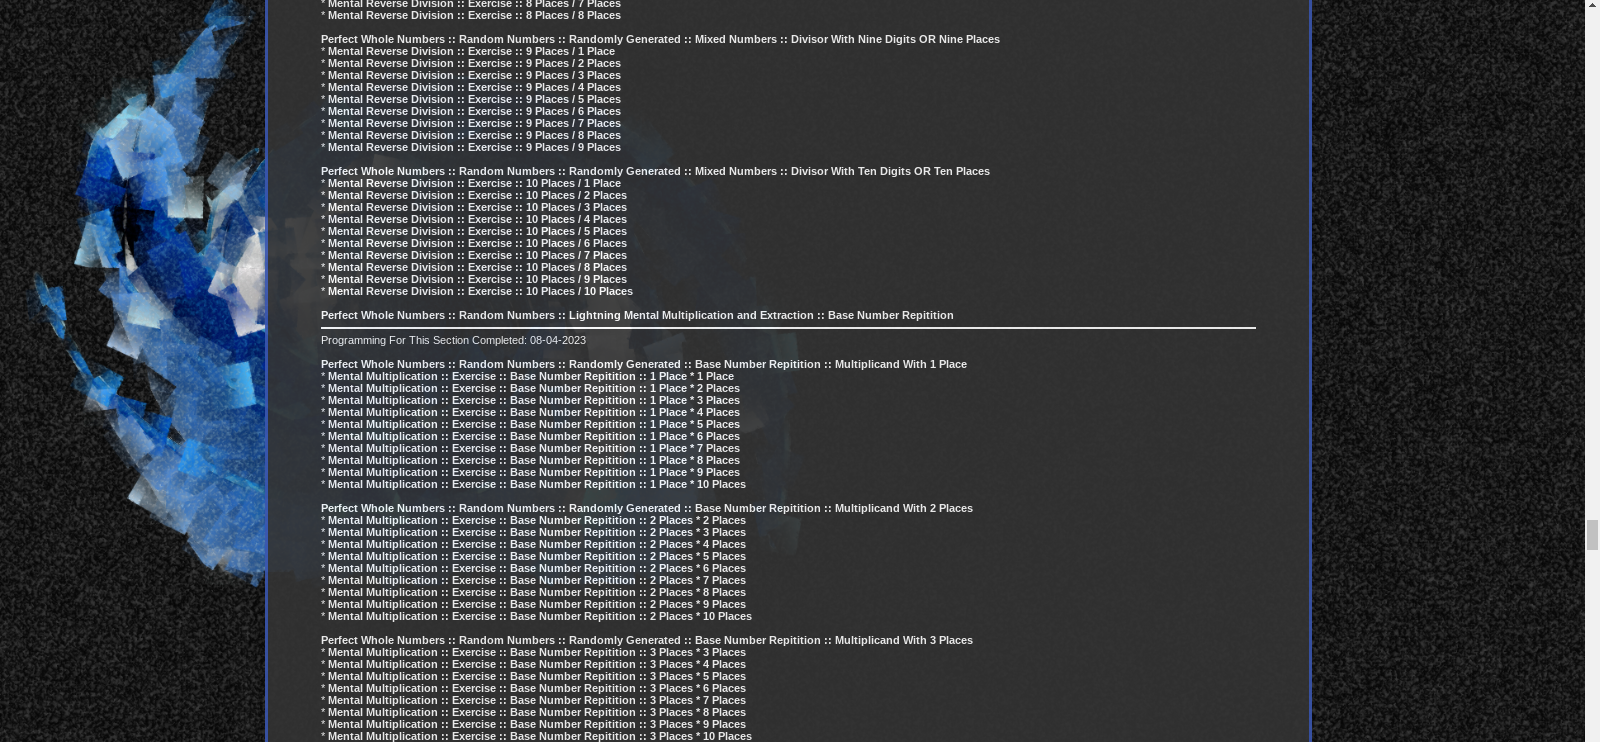 * Mental Reverse Division :: Exercise :: 8 Places / 7 Places
* Mental Reverse Division :: Exercise :: 8 Places / 8 Places
Perfect Whole Numbers :: Random Numbers :: Randomly Generated :: Mixed Numbers :: Divisor With Nine Digits OR Nine Places
* Mental Reverse Division :: Exercise :: 9 Places / 1 Place
* Mental Reverse Division :: Exercise :: 9 Places / 2 Places
* Mental Reverse Division :: Exercise :: 9 Places / 3 Places
* Mental Reverse Division :: Exercise :: 9 Places / 4 Places
* Mental Reverse Division :: Exercise :: 9 Places / 5 Places
* Mental Reverse Division :: Exercise :: 9 Places / 6 Places
* Mental Reverse Division :: Exercise :: 9 Places / 7 Places
* Mental Reverse Division :: Exercise :: 9 Places / 8 Places
* Mental Reverse Division :: Exercise :: 9 Places / 9 Places
Perfect Whole Numbers :: Random Numbers :: Randomly Generated :: Mixed Numbers :: Divisor With Ten Digits OR Ten Places
* Mental Reverse Division :: Exercise :: 10 Places / 1 Place
* Mental Reverse Division :: Exercise :: 10 Places / 2 Places
* Mental Reverse Division :: Exercise :: 10 Places / 3 Places
* Mental Reverse Division :: Exercise :: 10 Places / 4 Places
* Mental Reverse Division :: Exercise :: 10 Places / 5 Places
* Mental Reverse Division :: Exercise :: 10 Places / 6 Places
* Mental Reverse Division :: Exercise :: 10 Places / 7 Places
* Mental Reverse Division :: Exercise :: 10 Places / 8 Places
* Mental Reverse Division :: Exercise :: 10 Places / 9 Places
* Mental Reverse Division :: Exercise :: 10 Places / 10 Places
Perfect Whole Numbers :: Random Numbers :: Lightning Mental Multiplication and Extraction :: Base Number Repitition
Programming For This Section Completed: 08-04-2023
Perfect Whole Numbers :: Random Numbers :: Randomly Generated :: Base Number Repitition :: Multiplicand With 1 Place
* Mental Multiplication :: Exercise :: Base Number Repitition :: 1 Place * 1 Place
* Mental Multiplication :: Exercise :: Base Number Repitition :: 1 Place * 2 Places
* Mental Multiplication :: Exercise :: Base Number Repitition :: 1 Place * 3 Places
* Mental Multiplication :: Exercise :: Base Number Repitition :: 1 Place * 4 Places
* Mental Multiplication :: Exercise :: Base Number Repitition :: 1 Place * 5 Places
* Mental Multiplication :: Exercise :: Base Number Repitition :: 1 Place * 6 Places
* Mental Multiplication :: Exercise :: Base Number Repitition :: 1 Place * 7 Places
* Mental Multiplication :: Exercise :: Base Number Repitition :: 1 Place * 8 Places
* Mental Multiplication :: Exercise :: Base Number Repitition :: 1 Place * 9 Places
* Mental Multiplication :: Exercise :: Base Number Repitition :: 1 Place * 10 Places
Perfect Whole Numbers :: Random Numbers :: Randomly Generated :: Base Number Repitition :: Multiplicand With 2 Places
* Mental Multiplication :: Exercise :: Base Number Repitition :: 2 Places * 2 Places
* Mental Multiplication :: Exercise :: Base Number Repitition :: 2 Places * 3 Places
* Mental Multiplication :: Exercise :: Base Number Repitition :: 2 Places * 4 Places
* Mental Multiplication :: Exercise :: Base Number Repitition :: 2 Places * 5 Places
* Mental Multiplication :: Exercise :: Base Number Repitition :: 2 Places * 6 Places
* Mental Multiplication :: Exercise :: Base Number Repitition :: 2 Places * 7 Places
* Mental Multiplication :: Exercise :: Base Number Repitition :: 2 Places * 8 Places
* Mental Multiplication :: Exercise :: Base Number Repitition :: 2 Places * 9 Places
* Mental Multiplication :: Exercise :: Base Number Repitition :: 2 Places * 10 Places
Perfect Whole Numbers :: Random Numbers :: Randomly Generated :: Base Number Repitition :: Multiplicand With 3 Places
* Mental Multiplication :: Exercise :: Base Number Repitition :: 3 Places * 3 Places
* Mental Multiplication :: Exercise :: Base Number Repitition :: 3 Places * 4 Places
* Mental Multiplication :: Exercise :: Base Number Repitition :: 3 Places * 5 Places
* Mental Multiplication :: Exercise :: Base Number Repitition :: 3 Places * 6 Places
* Mental Multiplication :: Exercise :: Base Number Repitition :: 3 Places * 7 Places
* Mental Multiplication :: Exercise :: Base Number Repitition :: 3 Places * 8 Places
* Mental Multiplication :: Exercise :: Base Number Repitition :: 3 Places * 9 Places
* Mental Multiplication :: Exercise :: Base Number Repitition :: 3 Places * 10 Places